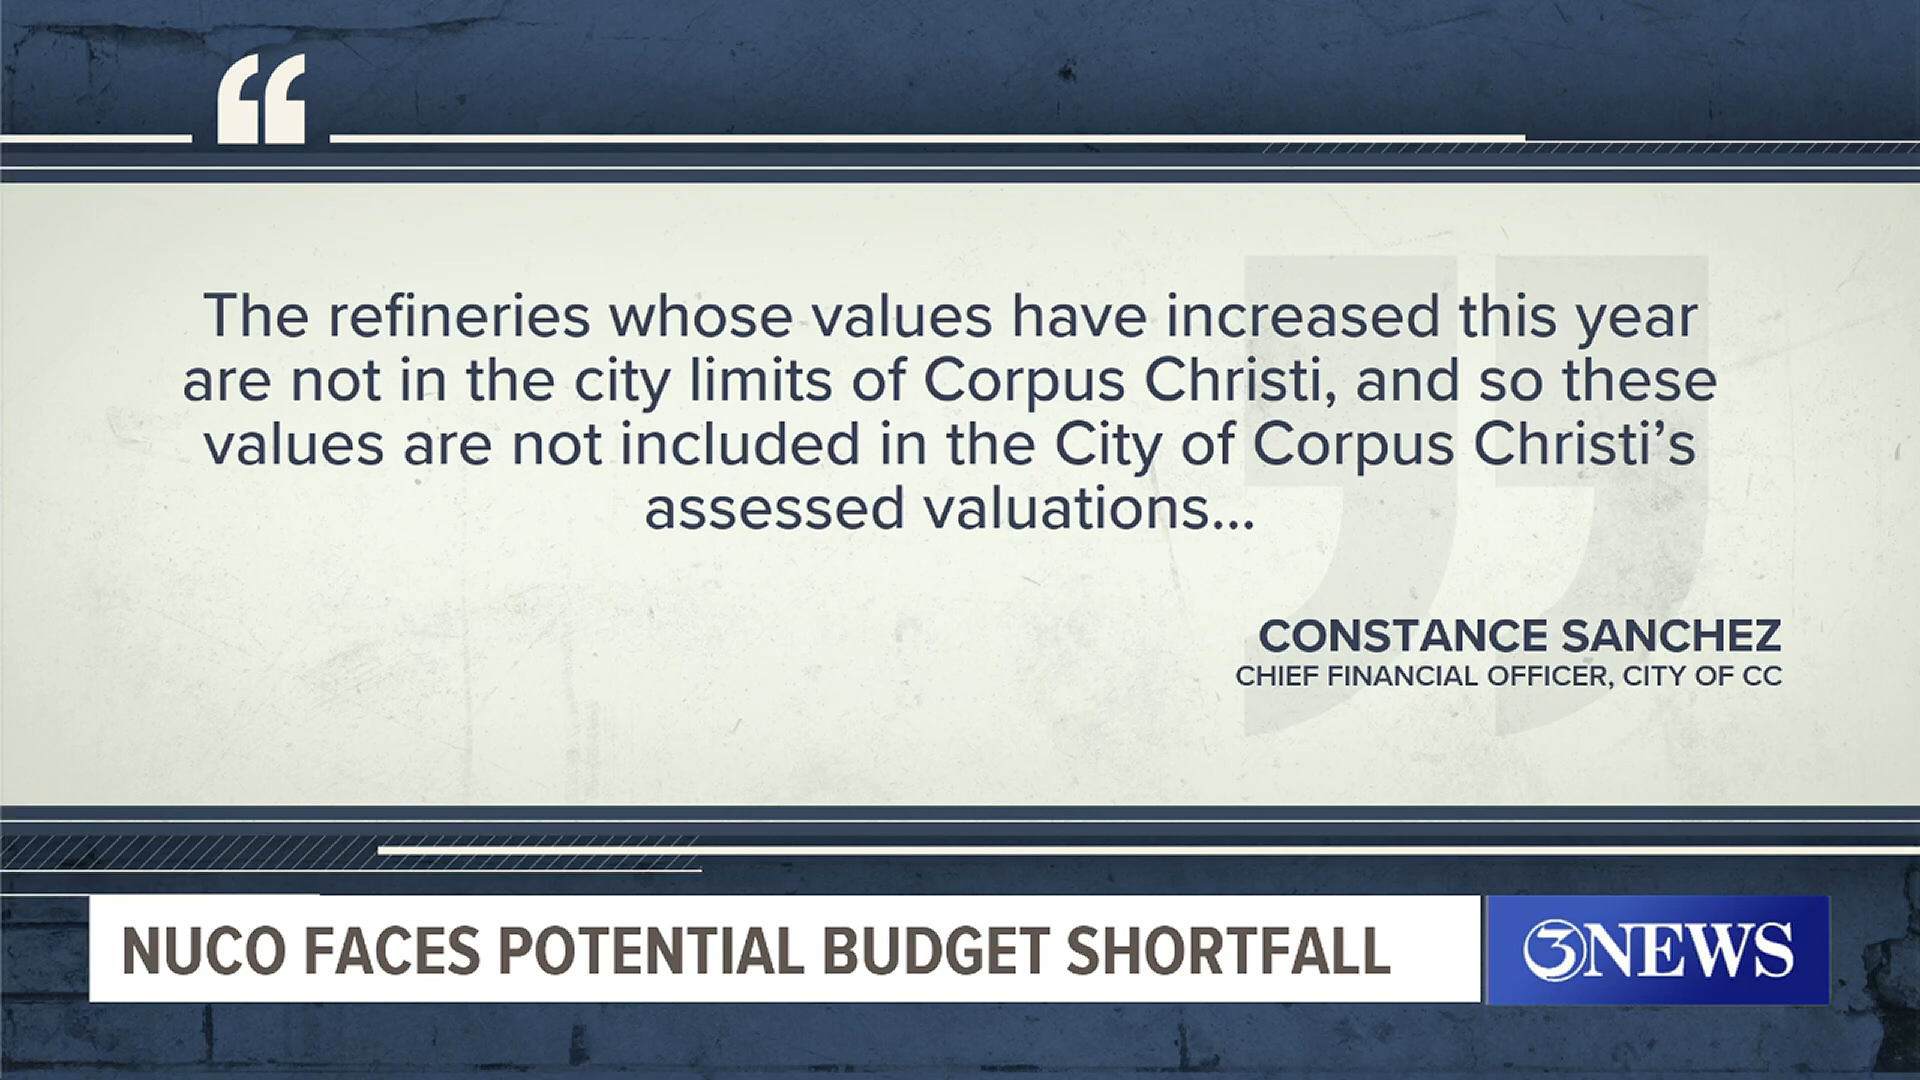 “
The refineries whose values have increased this year
are not in the city limits of Corpus Christi, and so these
values are not included in the City of Corpus Christi’s
assessed valuations...
”
CONSTANCE SANCHEZ
CHIEF FINANCIAL OFFICER, CITY OF CC
NUCO FACES POTENTIAL BUDGET SHORTFALL
3NEWS